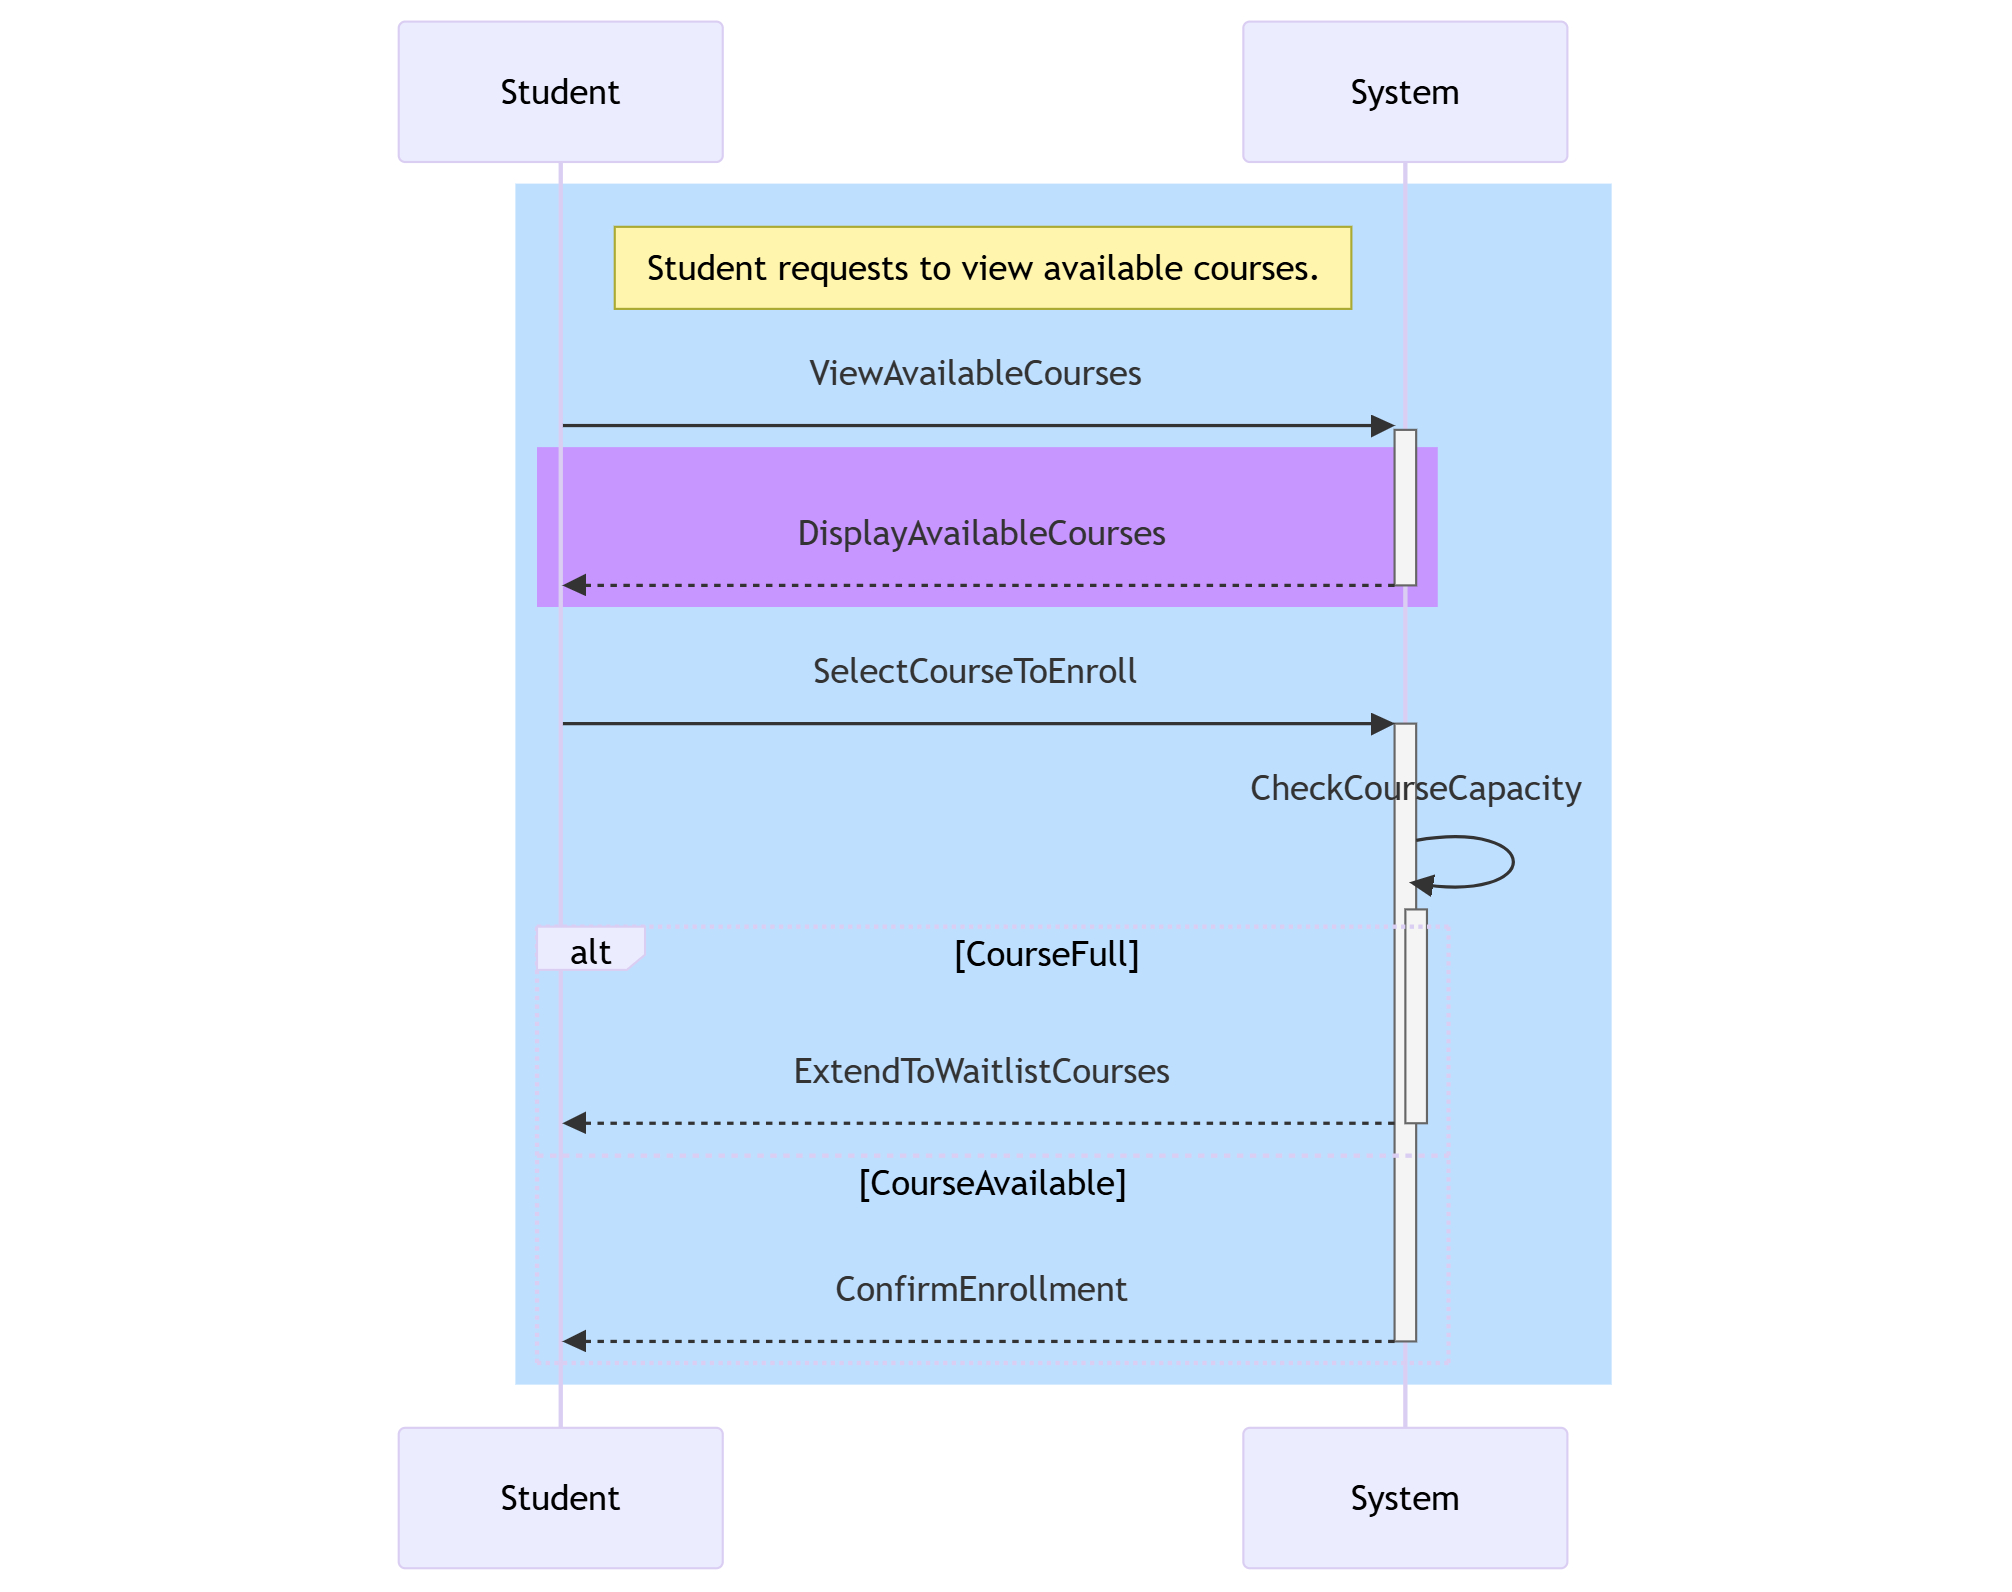 Student
System
Student requests to view available courses.
ViewAvailableCourses
DisplayAvailableCourses
SelectCourseToEnroll
CheckCourseCapacity
alt
[CourseFull]
ExtendToWaitlistCourses
[CourseAvailable]
ConfirmEnrollment
Student
System